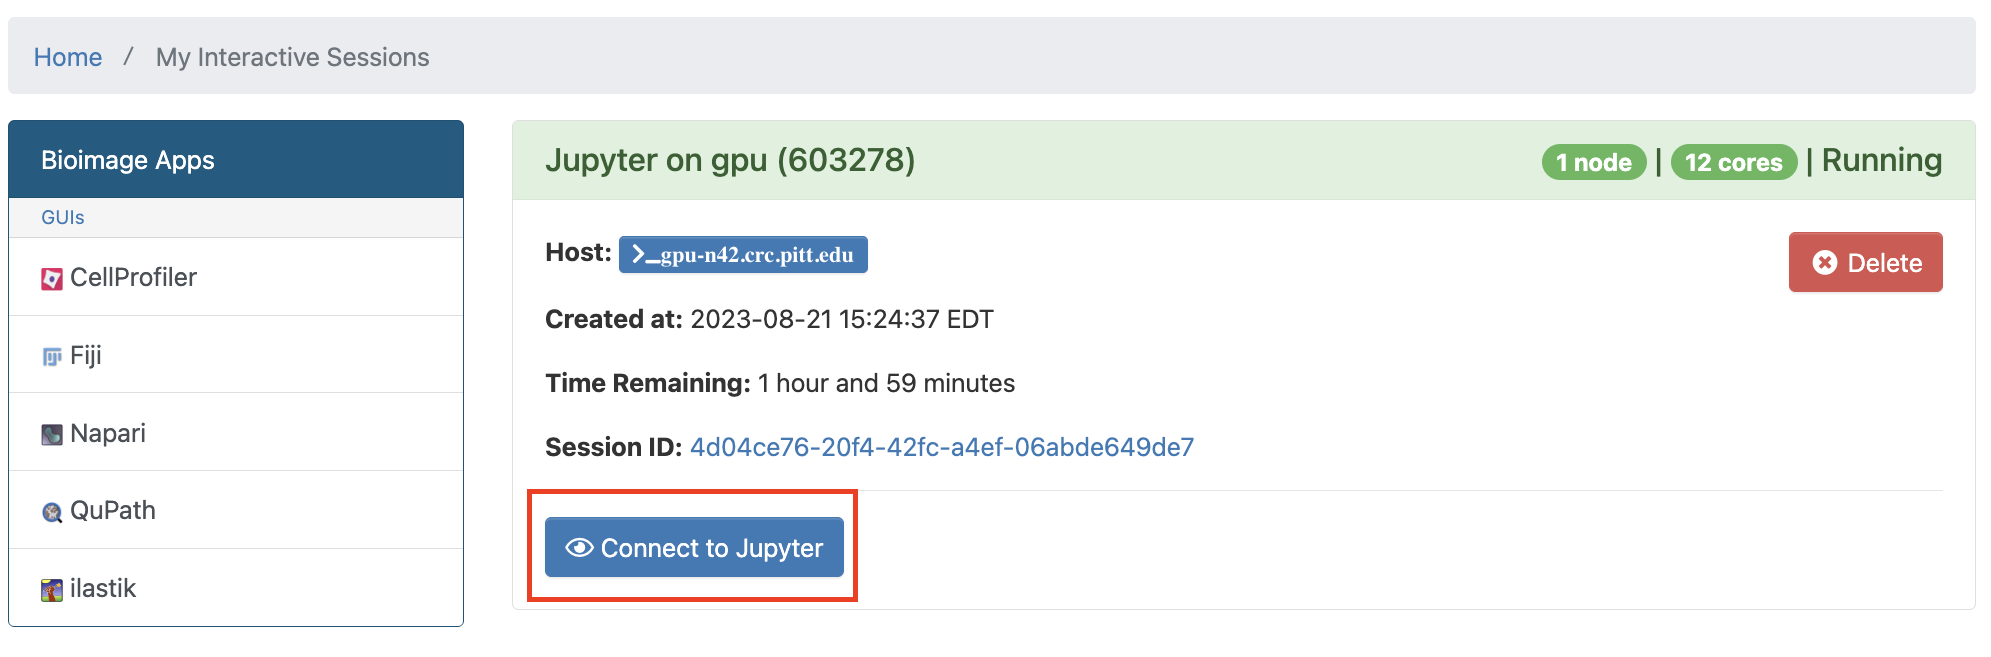 Home / My Interactive Sessions
Bioimage Apps
GUIs
CellProfiler
Fiji
Napari
QuPath
ilastik
Jupyter on gpu (603278)
1 node | 12 cores | Running
Host: >_gpu-n42.crc.pitt.edu
Delete
Created at: 2023-08-21 15:24:37 EDT
Time Remaining: 1 hour and 59 minutes
Session ID: 4d04ce76-20f4-42fc-a4ef-06abde649de7
Connect to Jupyter